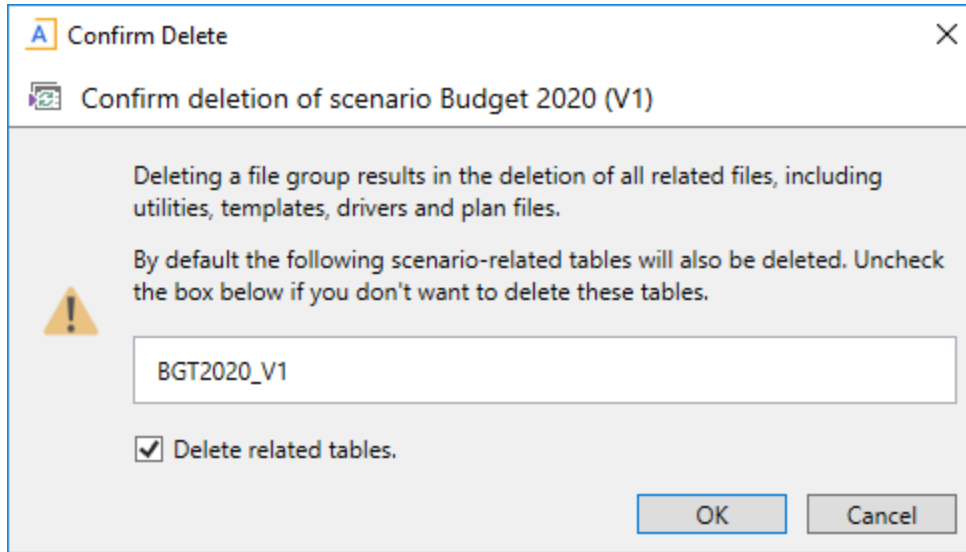 A Confirm Delete
Confirm deletion of scenario Budget 2020 (V1)
Deleting a file group results in the deletion of all related files, including
utilities, templates, drivers and plan files.
By default the following scenario-related tables will also be deleted. Uncheck
the box below if you don't want to delete these tables.
BGT2020_V1
Delete related tables.
OK Cancel